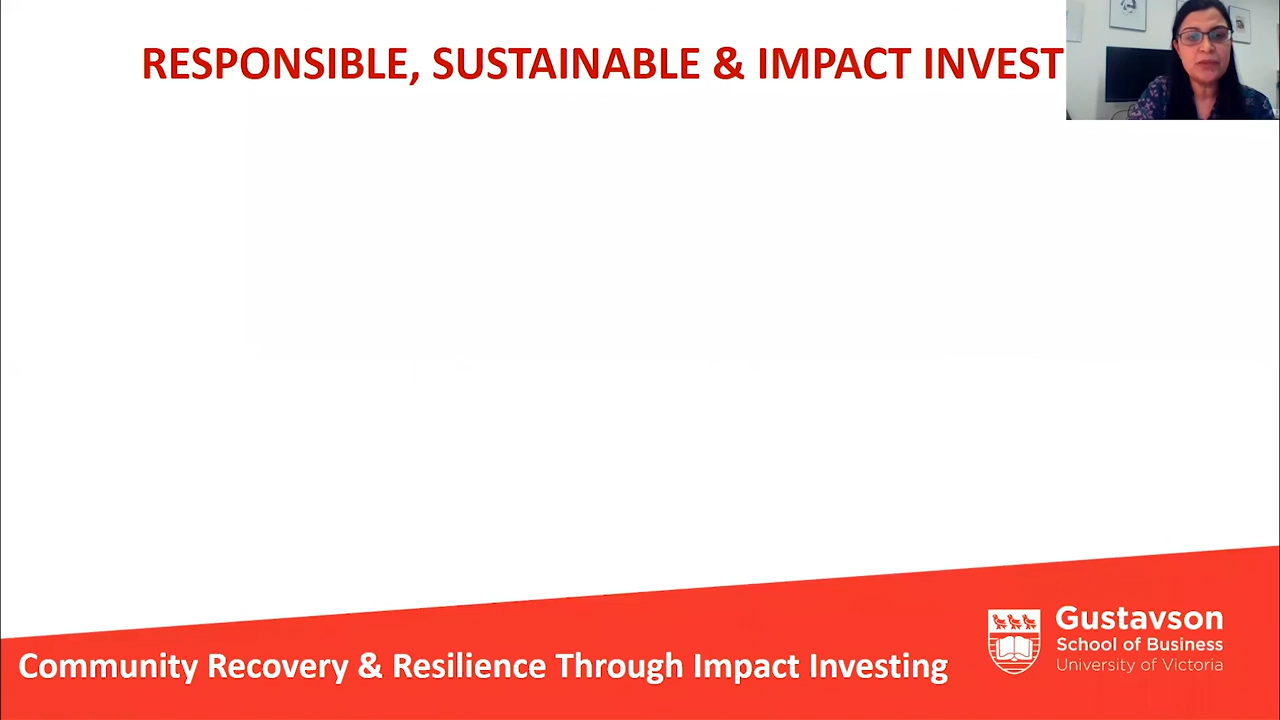 RESPONSIBLE, SUSTAINABLE & IMPACT INVEST
Community Recovery & Resilience Through Impact Investing
Gustavson
School of Business
University of Victoria